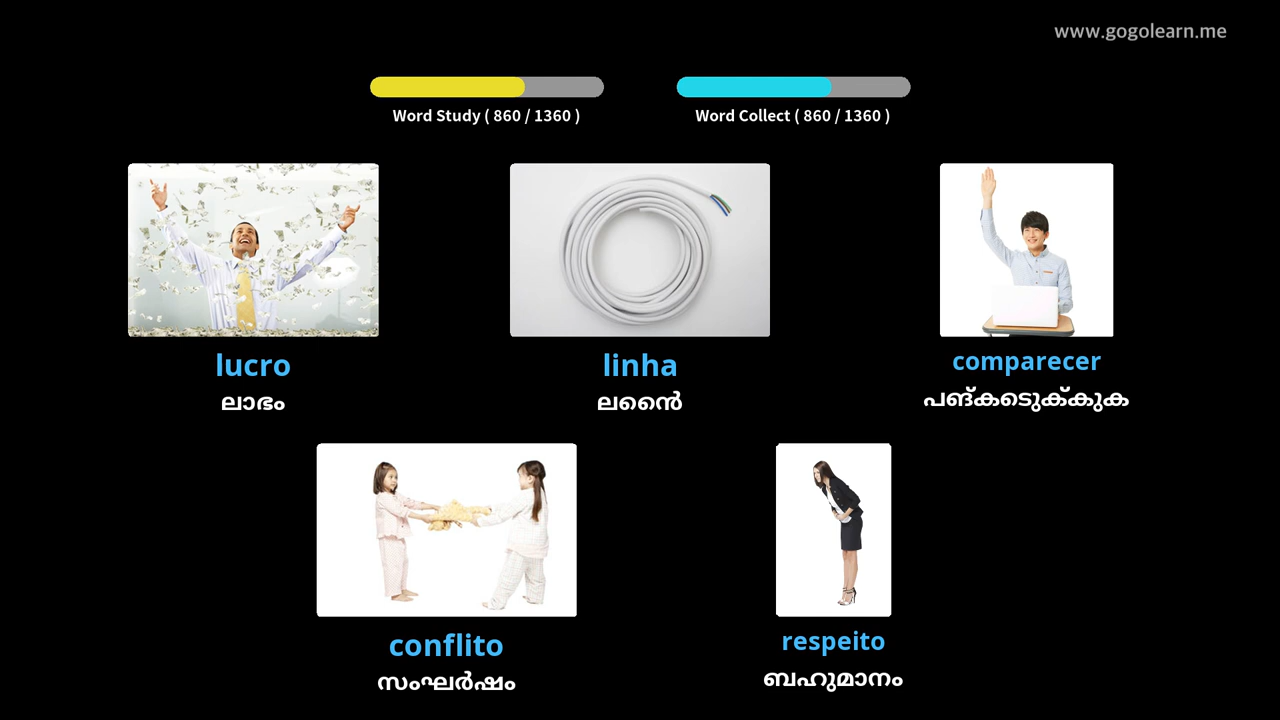 www.gogolearn.me
Word Study ( 860 / 1360 )
Word Collect ( 860 / 1360 )
lucro
ലാഭം
linha
ലൈൻ
comparecer
പങ്കെടുക്കുക
conflito
സംഘർഷം
respeito
ബഹുമാനം